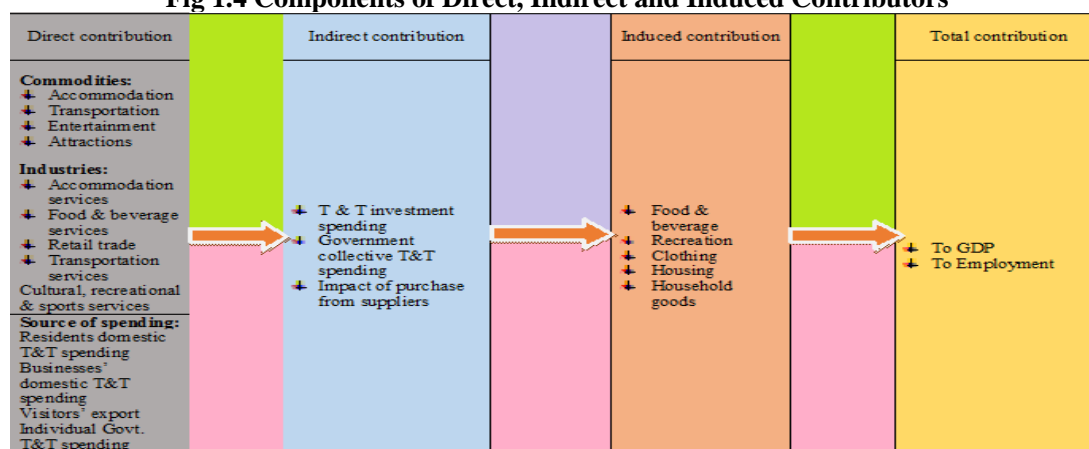 Fig 1.4 Components of Direct, Indirect and Induced Contributors
Direct contribution
Commodities:
Accommodation
Transportation
Entertainment
Attractions
Industries:
Accommodation
services
Food & beverage
services
Retail trade
Transportation
services
Cultural, recreational
& sports services
Source of spending:
Residents domestic
T&T spending
Businesses'
domestic T&T
spending
Visitors' export
Individual Govt.
T&T spending
Indirect contribution
T & T investment
spending
Government
collective T&T
spending
Impact of purchase
from suppliers
Induced contribution
Food &
beverage
Recreation
Clothing
Housing
Household
goods
Total contribution
To GDP
To Employment